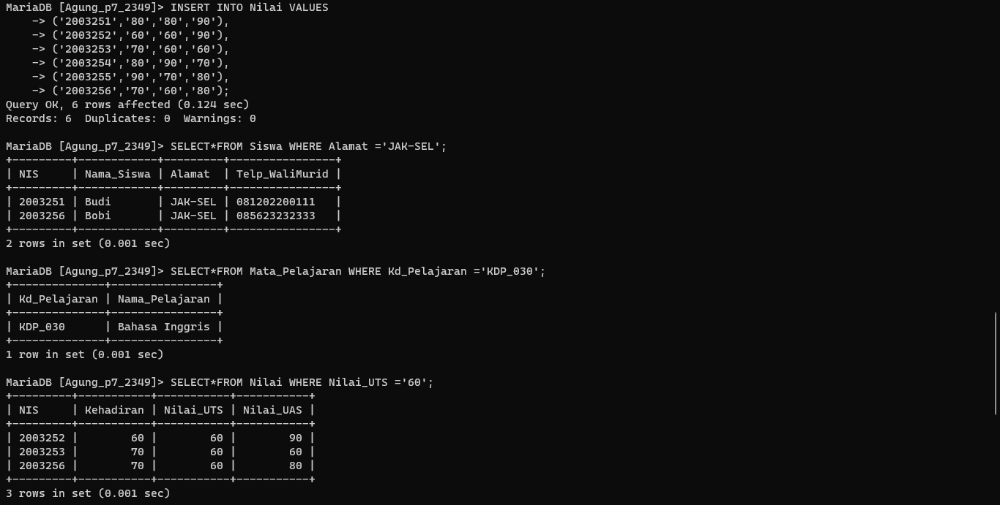 MariaDB [Agung_p7_2349]> INSERT INTO Nilai VALUES
    -> ('2003251','80','80','90'),
    -> ('2003252','60','60','90'),
    -> ('2003253','70','60','60'),
    -> ('2003254','80','90','70'),
    -> ('2003255','90','70','80'),
    -> ('2003256','70','60','80');
Query OK, 6 rows affected (0.124 sec)
Records: 6  Duplicates: 0  Warnings: 0

MariaDB [Agung_p7_2349]> SELECT*FROM Siswa WHERE Alamat ='JAK-SEL';
+---------+------------+---------+----------------+
| NIS     | Nama_Siswa | Alamat  | Telp_WaliMurid |
+---------+------------+---------+----------------+
| 2003251 | Budi       | JAK-SEL | 081202200111   |
| 2003256 | Bobi       | JAK-SEL | 085623232333   |
+---------+------------+---------+----------------+
2 rows in set (0.001 sec)

MariaDB [Agung_p7_2349]> SELECT*FROM Mata_Pelajaran WHERE Kd_Pelajaran ='KDP_030';
+--------------+----------------+
| Kd_Pelajaran | Nama_Pelajaran |
+--------------+----------------+
| KDP_030      | Bahasa Inggris |
+--------------+----------------+
1 row in set (0.001 sec)

MariaDB [Agung_p7_2349]> SELECT*FROM Nilai WHERE Nilai_UTS ='60';
+---------+-----------+-----------+-----------+
| NIS     | Kehadiran | Nilai_UTS | Nilai_UAS |
+---------+-----------+-----------+-----------+
| 2003252 |        60 |        60 |        90 |
| 2003253 |        70 |        60 |        60 |
| 2003256 |        70 |        60 |        80 |
+---------+-----------+-----------+-----------+
3 rows in set (0.001 sec)